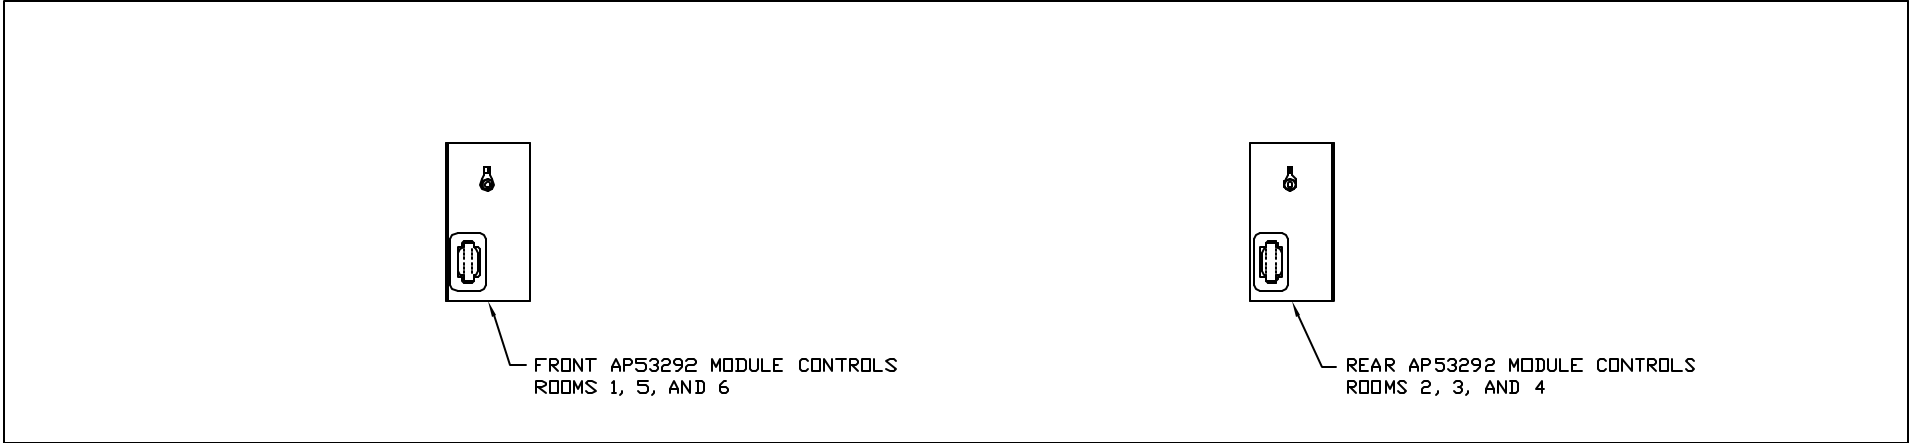 FRONT AP53292 MODULE CONTROLS
ROOMS 1, 5, AND 6
REAR AP53292 MODULE CONTROLS
ROOMS 2, 3, AND 4